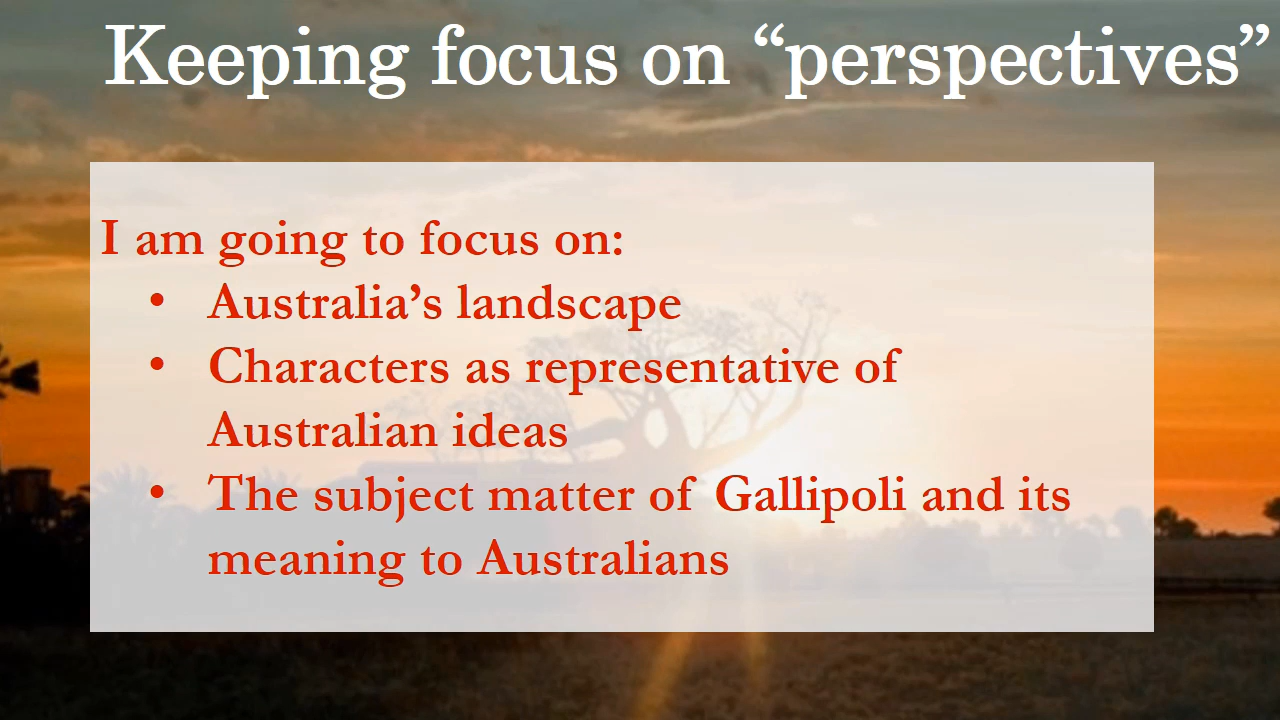 Keeping focus on “perspectives”
I am going to focus on:
• Australia’s landscape
• Characters as representative of
Australian ideas
• The subject matter of Gallipoli and its
meaning to Australians